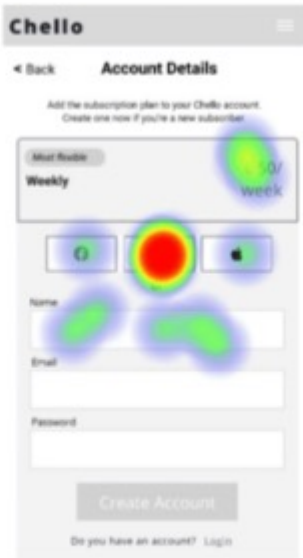 Chello
< Back Account Details
Add the subscription plan to your Chello account.
Create one now if you're a new subscriber
Most flexible
Weekly
50/
week
Name
Email
Password
Create Account
Do you have an account? Login